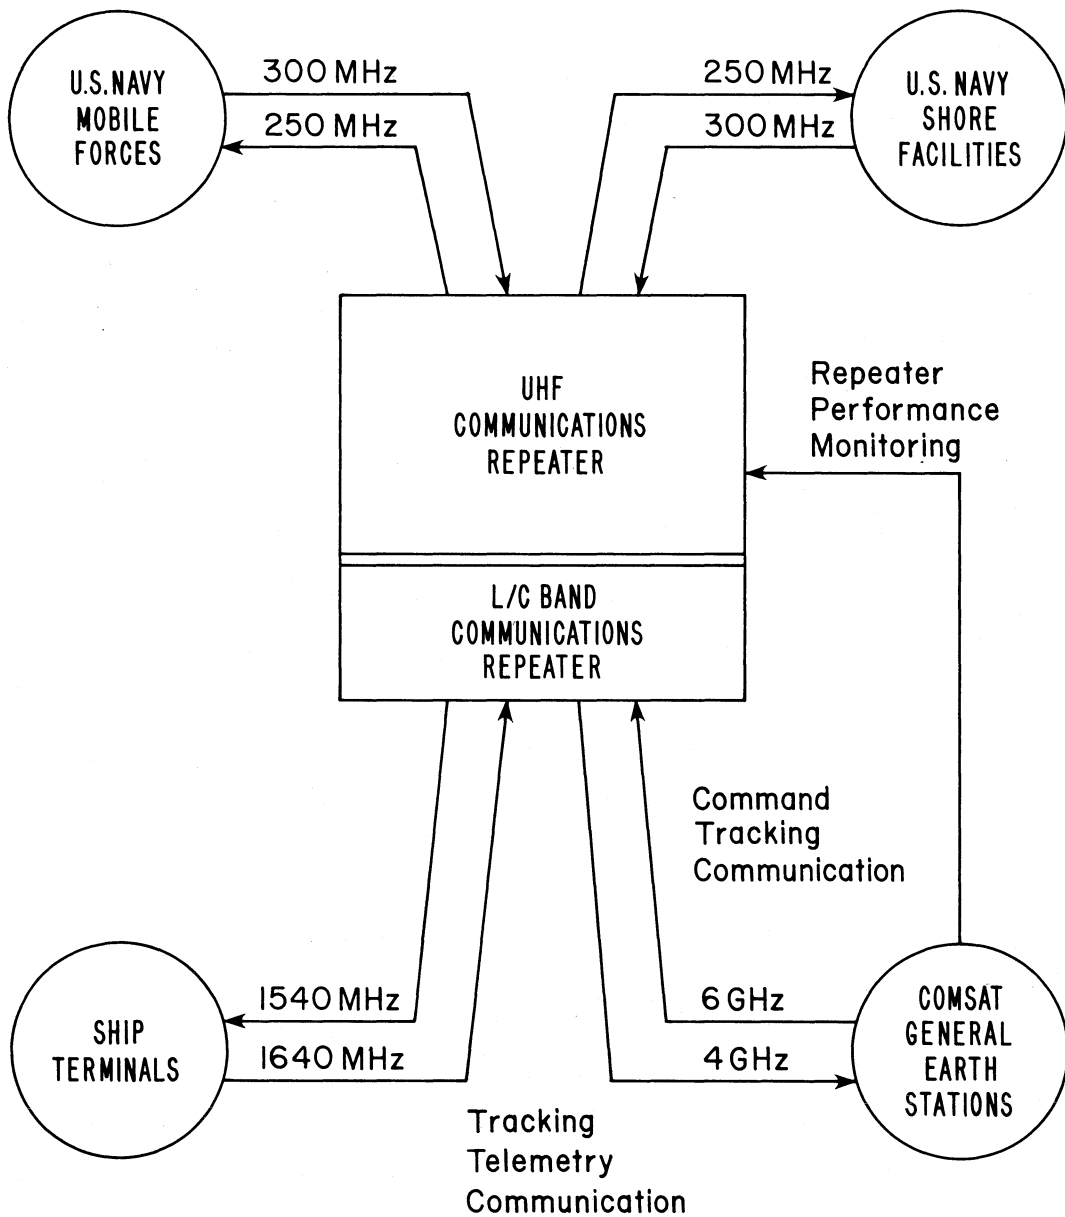 U.S. NAVY
MOBILE
FORCES
300 MHz
250 MHz
250 MHz
300 MHz
U.S. NAVY
SHORE
FACILITIES
UHF
COMMUNICATIONS
REPEATER
Repeater
Performance
Monitoring
L/C BAND
COMMUNICATIONS
REPEATER
Command
Tracking
Communication
SHIP
TERMINALS
1540 MHz
1640 MHz
6 GHz
4 GHz
COMSAT
GENERAL
EARTH
STATIONS
Tracking
Telemetry
Communication